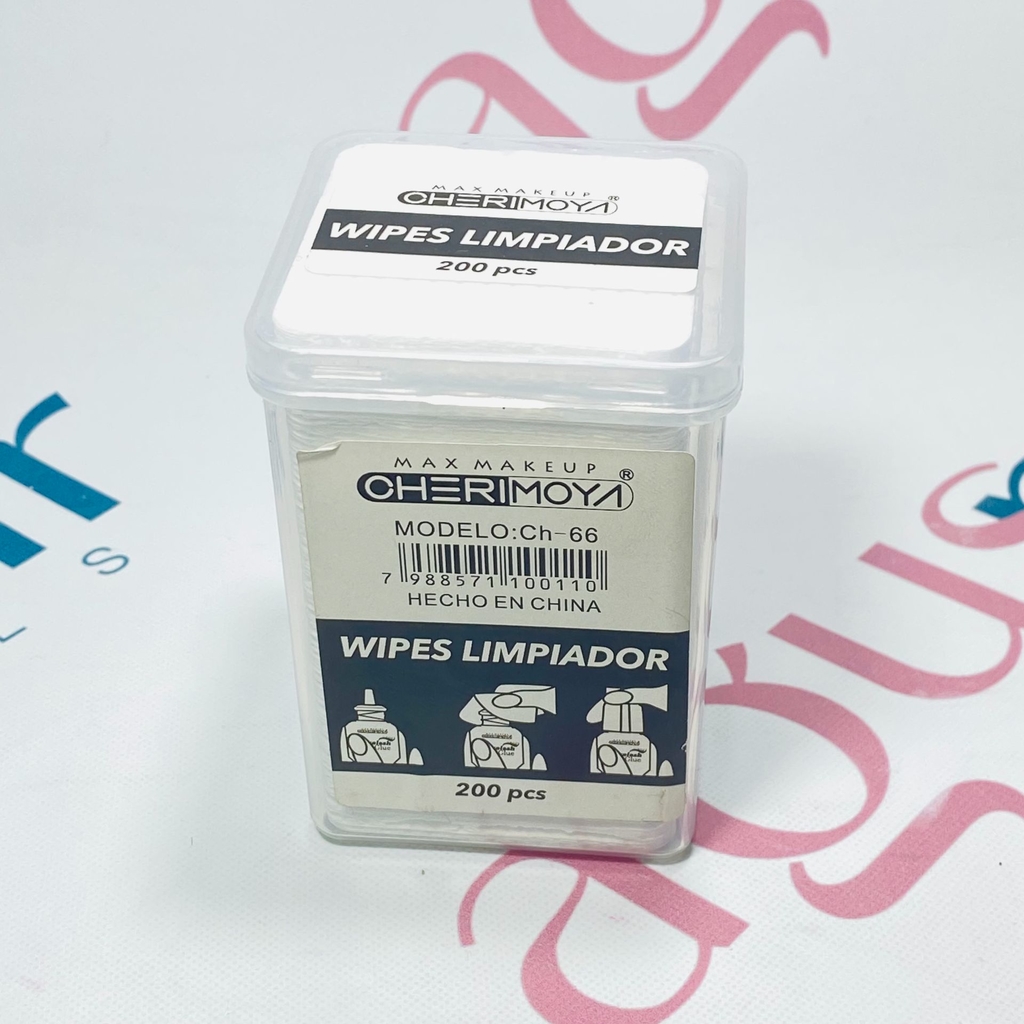 MAX MAKEUP
CHERIMOYA®
WIPES LIMPIADOR
200 pcs
MAX MAKEUP
CHERIMOYA®
MODELO:Ch-66
7 988571 100110
HECHO EN CHINA
WIPES LIMPIADOR
200 pcs